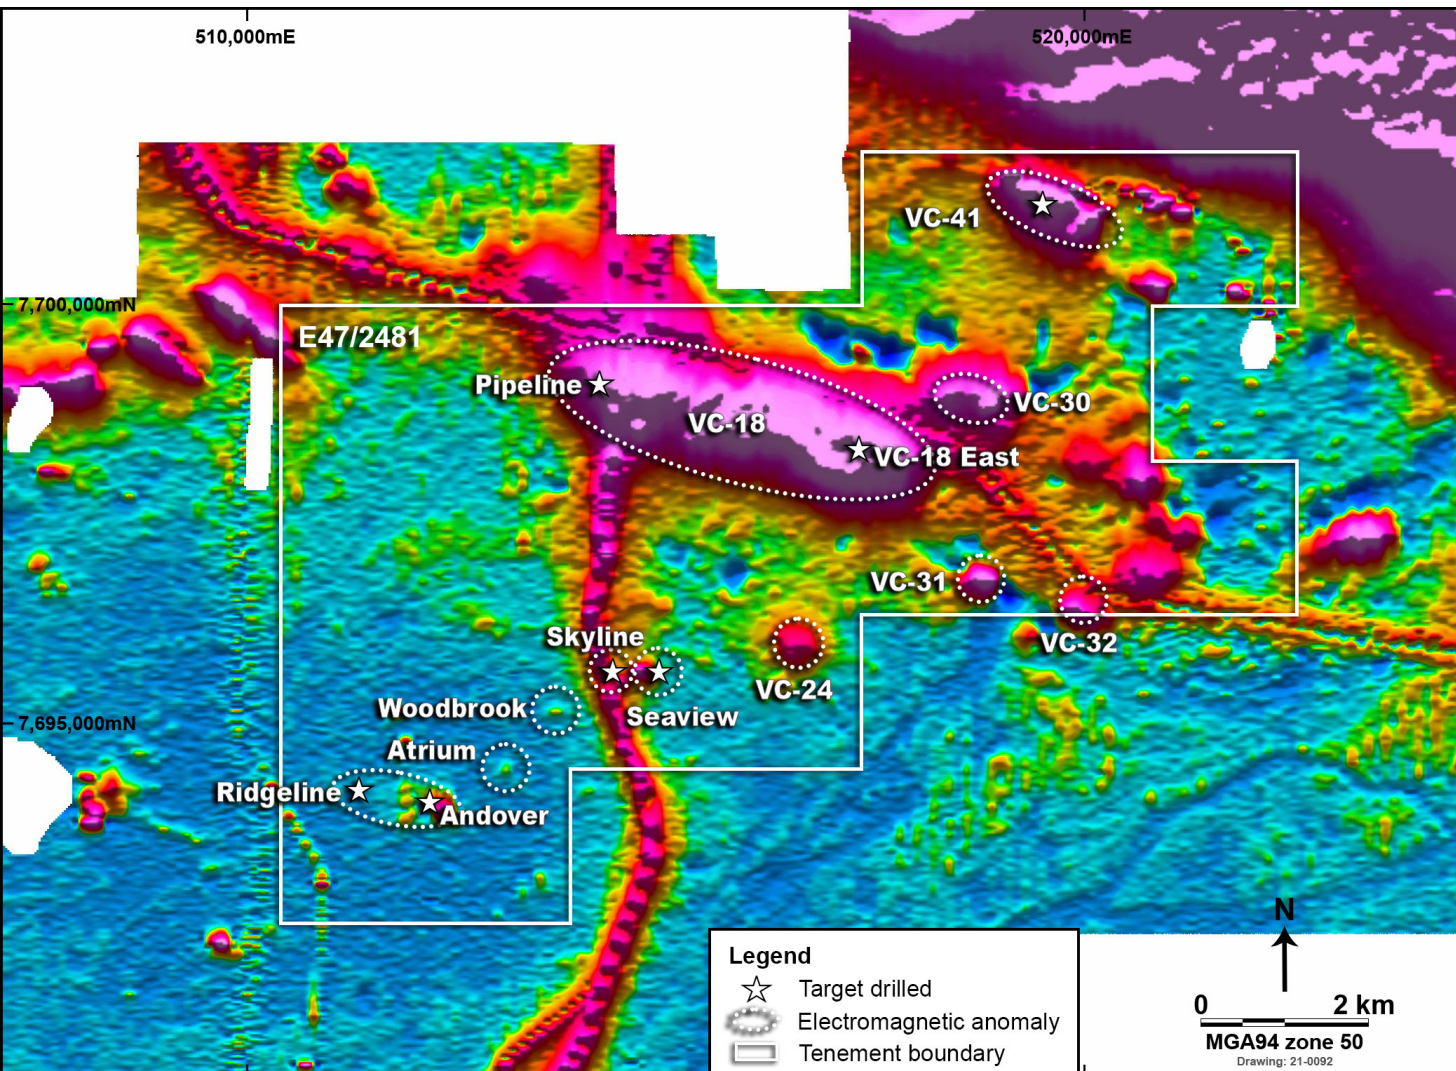 510,000mE
520,000mE
VC-41
7,700,000mN
E47/2481
Pipeline
VC-18
VC-30
VC-18 East
VC-31
VC-32
Skyline
VC-24
Woodbrook
Seaview
7,695,000mN
Atrium
Ridgeline
Andover
N
Legend
Target drilled
Electromagnetic anomaly
Tenement boundary
0 2 km
MGA94 zone 50
Drawing: 21-0092